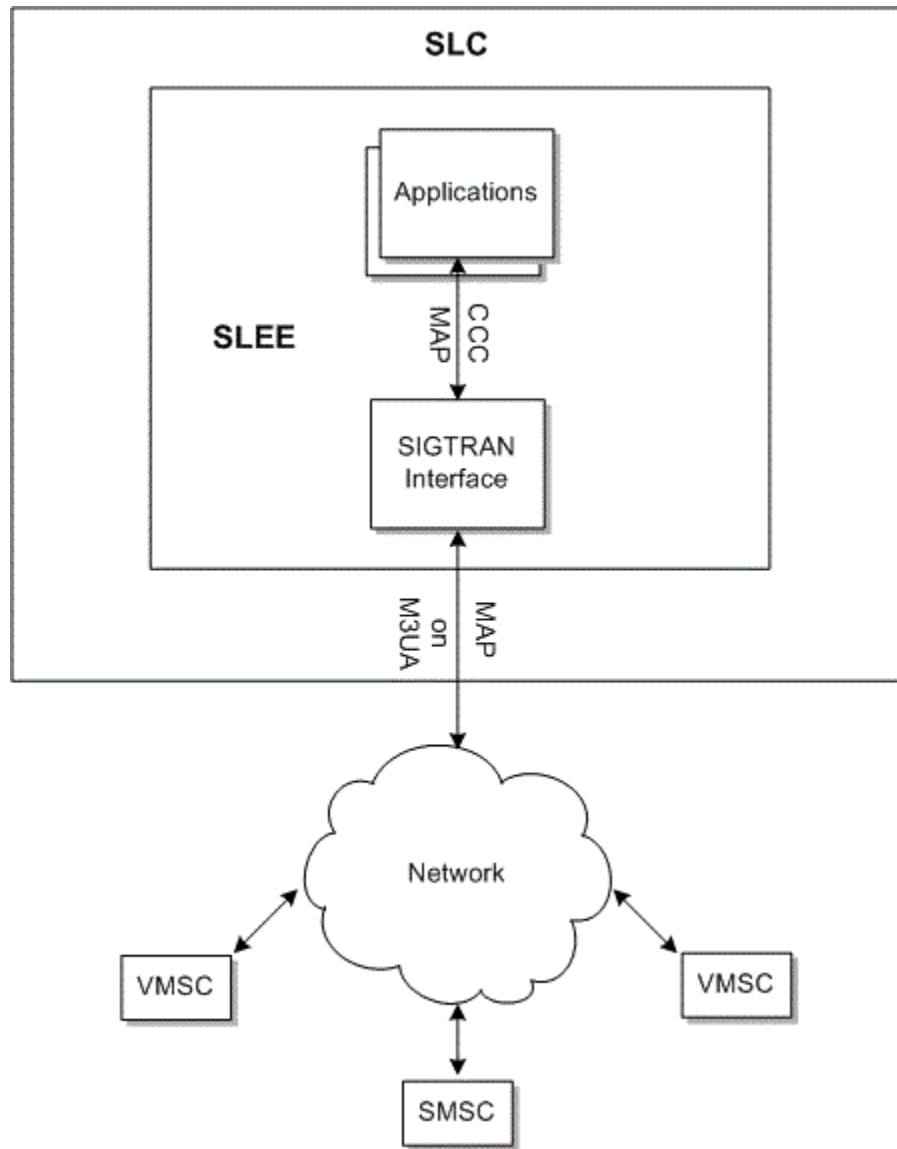 SLC
Applications
CCC
MAP
SLEE
SIGTRAN
Interface
MAP
on
M3UA
Network
VMSC
VMSC
SMSC